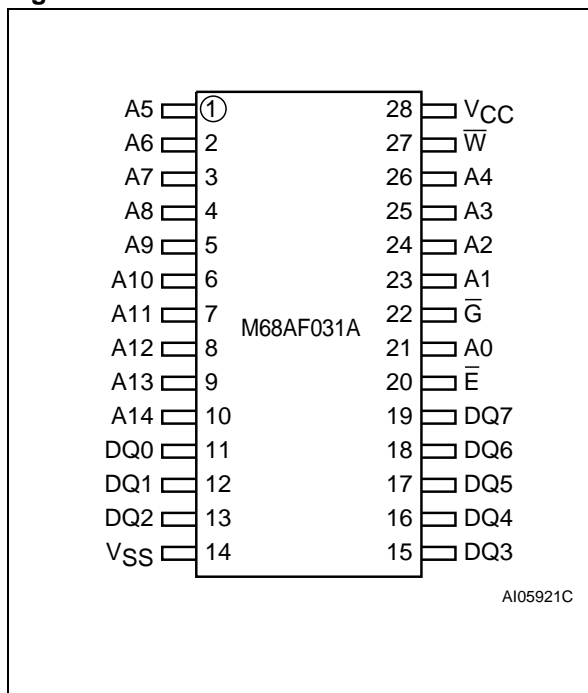 A5 1 28 VCC
A6 2 27 W̅
A7 3 26 A4
A8 4 25 A3
A9 5 24 A2
A10 6 23 A1
A11 7 22 G̅
M68AF031A
A12 8 21 A0
A13 9 20 E̅
A14 10 19 DQ7
DQ0 11 18 DQ6
DQ1 12 17 DQ5
DQ2 13 16 DQ4
VSS 14 15 DQ3
AI05921C